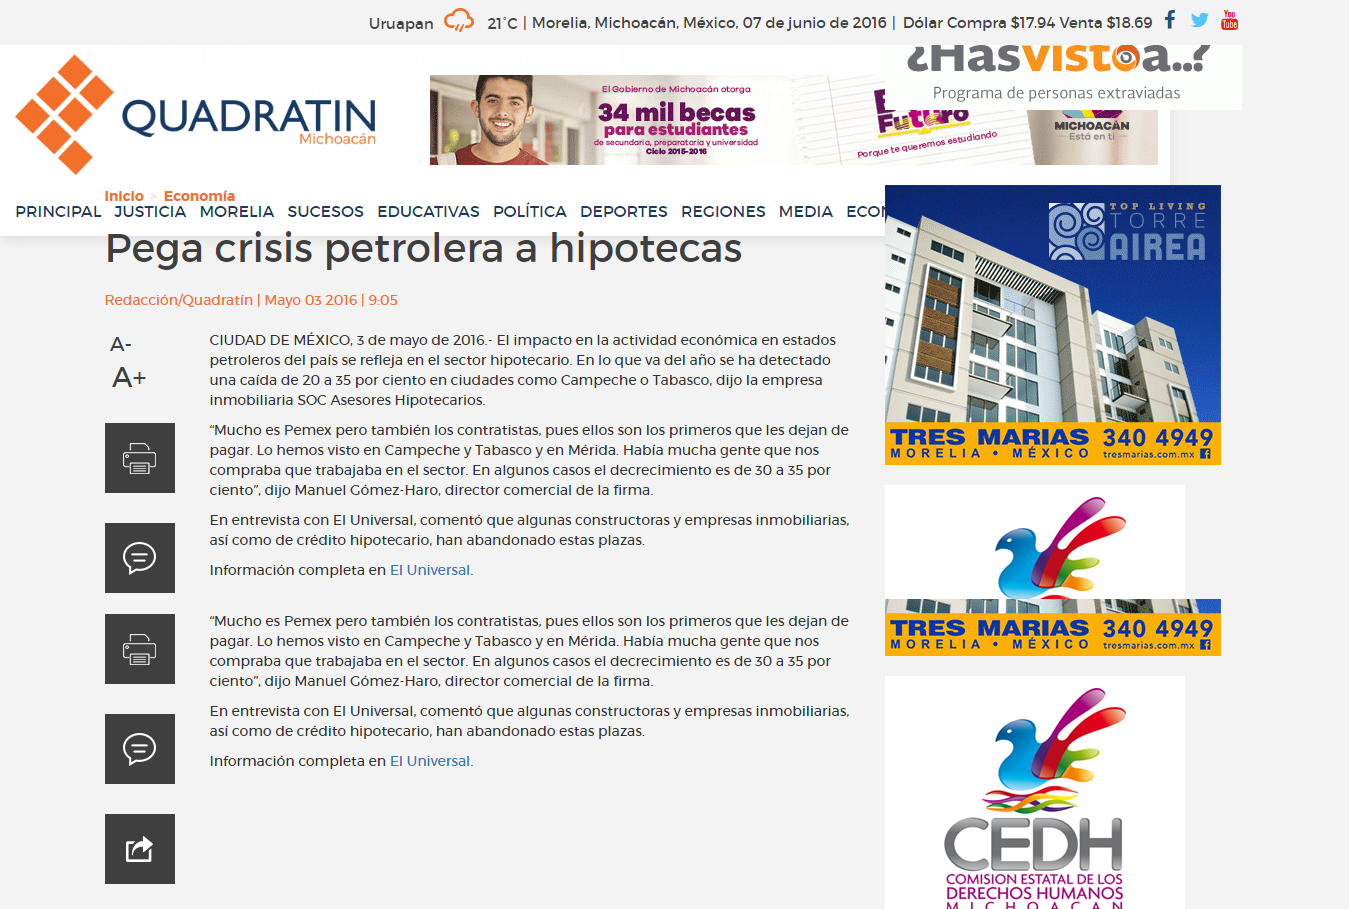 Uruapan 21°C | Morelia, Michoacán, México, 07 de junio de 2016 | Dólar Compra $17.94 Venta $18.69
You
Tube
¿Hasvistoa..?
Programa de personas extraviadas
QUADRATIN
Michoacán
El Gobierno de Michoacán otorga
34 mil becas
para estudiantes
de secundaria, preparatoria y universidad
Ciclo 2015-2016
Futuro
Porque te queremos estudiando
MICHOACÁN
Está en ti
Inicio > Economía
PRINCIPAL JUSTICIA MORELIA SUCESOS EDUCATIVAS POLÍTICA DEPORTES REGIONES MEDIA ECON
Pega crisis petrolera a hipotecas
Redacción/Quadratín | Mayo 03 2016 | 9:05
A-
A+
CIUDAD DE MÉXICO, 3 de mayo de 2016.- El impacto en la actividad económica en estados
petroleros del país se refleja en el sector hipotecario. En lo que va del año se ha detectado
una caída de 20 a 35 por ciento en ciudades como Campeche o Tabasco, dijo la empresa
inmobiliaria SOC Asesores Hipotecarios.
“Mucho es Pemex pero también los contratistas, pues ellos son los primeros que les dejan de
pagar. Lo hemos visto en Campeche y Tabasco y en Mérida. Había mucha gente que nos
compraba que trabajaba en el sector. En algunos casos el decrecimiento es de 30 a 35 por
ciento”, dijo Manuel Gómez-Haro, director comercial de la firma.
En entrevista con El Universal, comentó que algunas constructoras y empresas inmobiliarias,
así como de crédito hipotecario, han abandonado estas plazas.
Información completa en El Universal.
“Mucho es Pemex pero también los contratistas, pues ellos son los primeros que les dejan de
pagar. Lo hemos visto en Campeche y Tabasco y en Mérida. Había mucha gente que nos
compraba que trabajaba en el sector. En algunos casos el decrecimiento es de 30 a 35 por
ciento”, dijo Manuel Gómez-Haro, director comercial de la firma.
En entrevista con El Universal, comentó que algunas constructoras y empresas inmobiliarias,
así como de crédito hipotecario, han abandonado estas plazas.
Información completa en El Universal.
TOP LIVING
TORRE
AIREA
TRES MARIAS 340 4949
MORELIA • MÉXICO tresmarias.com.mx
TRES MARIAS 340 4949
MORELIA • MÉXICO tresmarias.com.mx
CEDH
COMISION ESTATAL DE LOS
DERECHOS HUMANOS
MICHOACAN